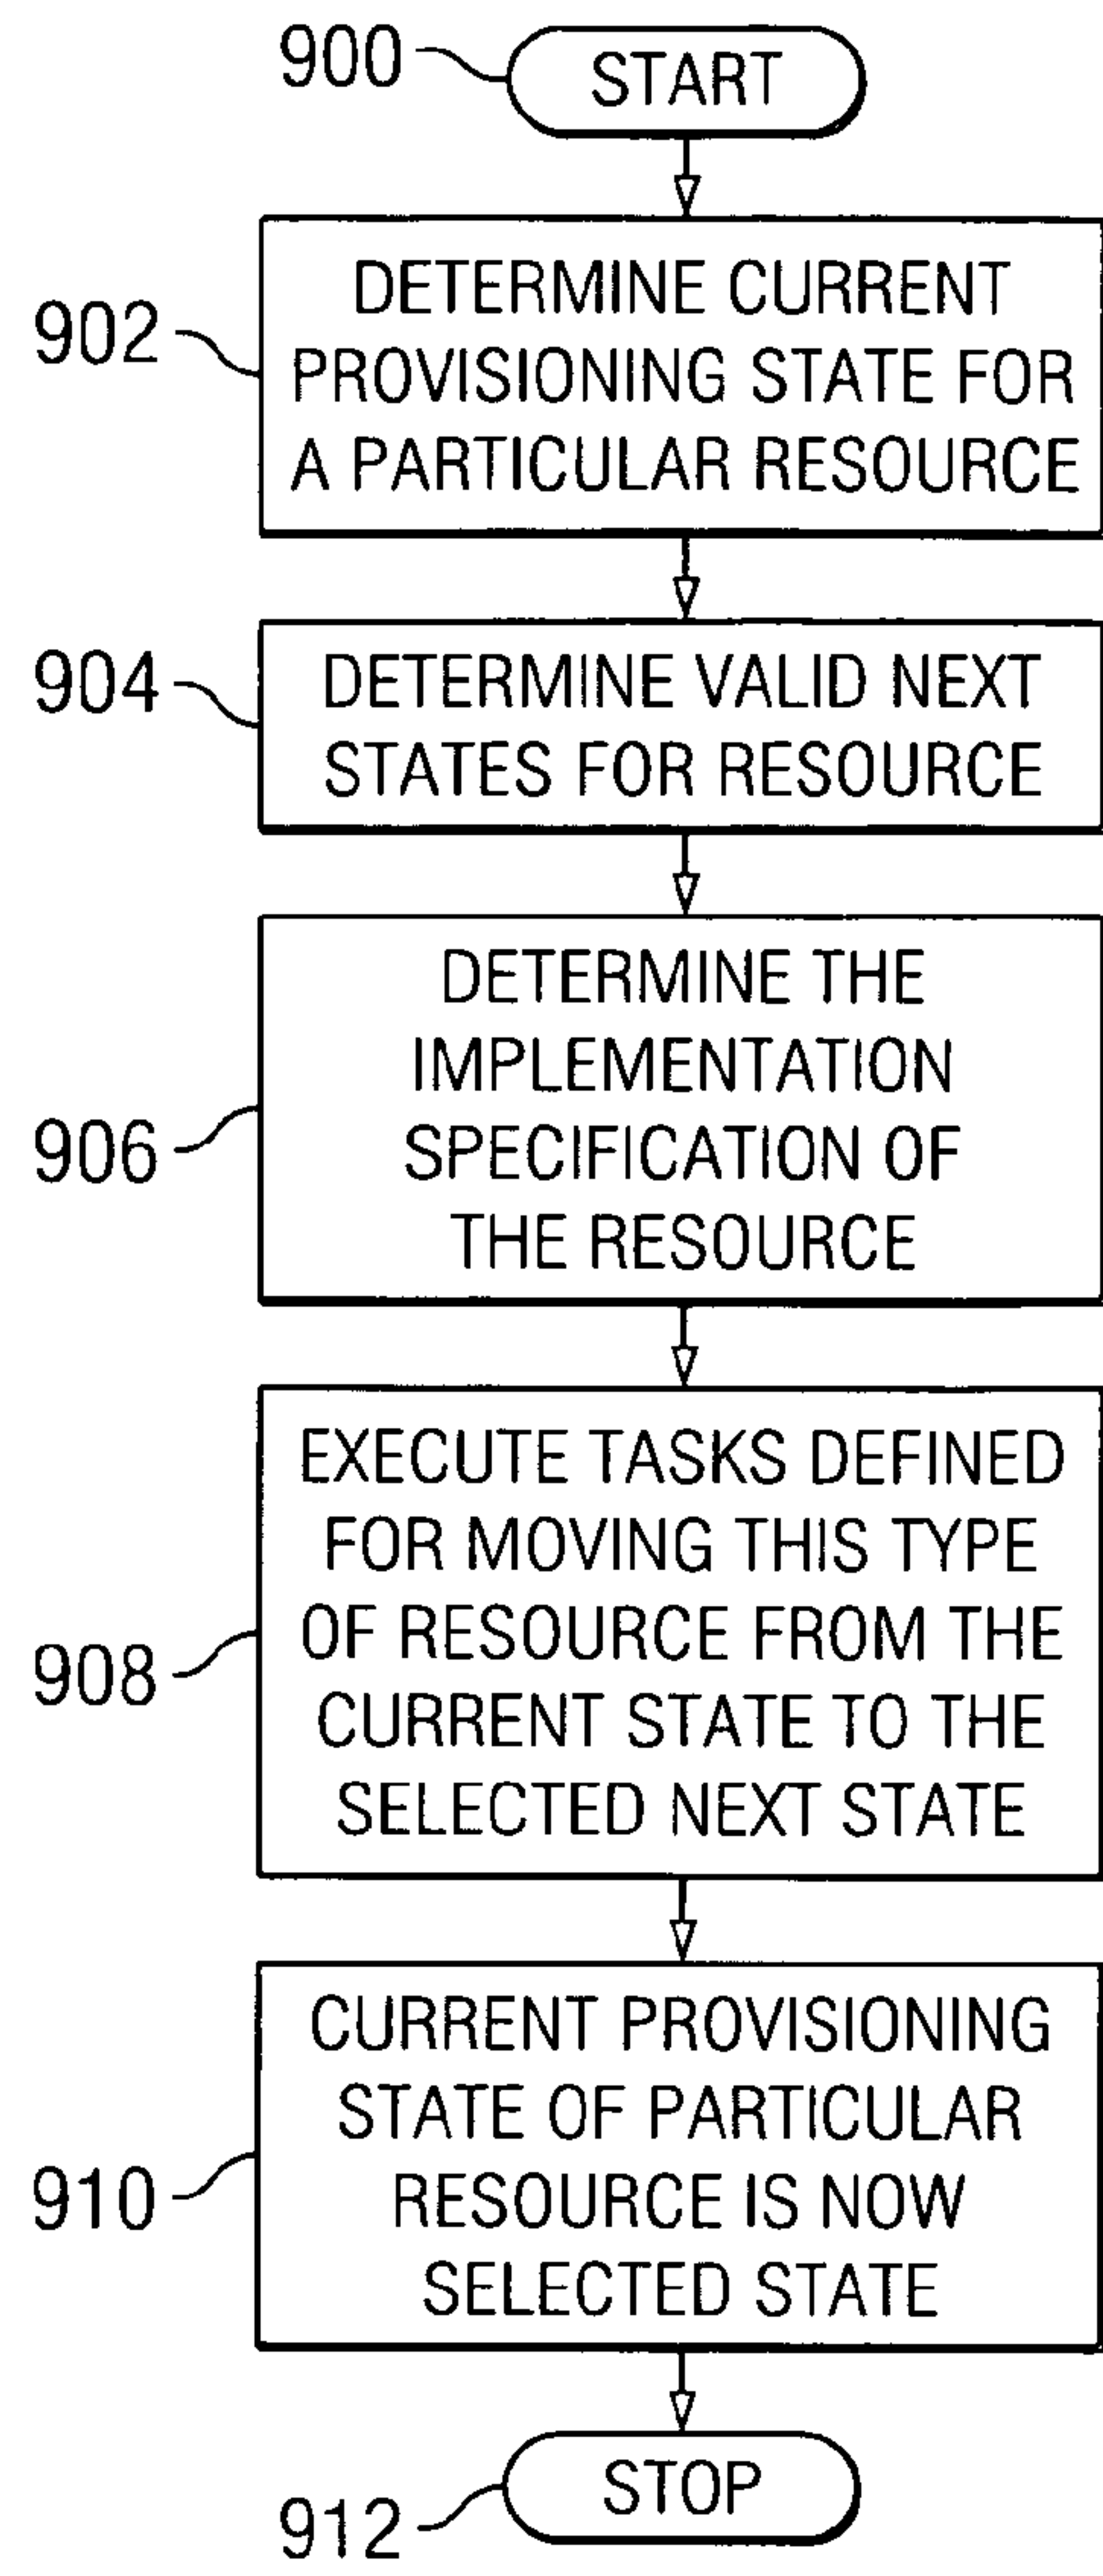 900
START
902
DETERMINE CURRENT
PROVISIONING STATE FOR
A PARTICULAR RESOURCE
904
DETERMINE VALID NEXT
STATES FOR RESOURCE
906
DETERMINE THE
IMPLEMENTATION
SPECIFICATION OF
THE RESOURCE
908
EXECUTE TASKS DEFINED
FOR MOVING THIS TYPE
OF RESOURCE FROM THE
CURRENT STATE TO THE
SELECTED NEXT STATE
910
CURRENT PROVISIONING
STATE OF PARTICULAR
RESOURCE IS NOW
SELECTED STATE
912
STOP